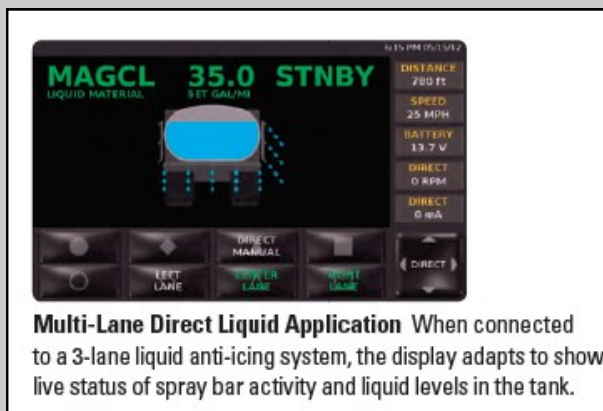 6:15 PM 05/15/12
MAGCL 35.0 STNBY
LIQUID MATERIAL SET GAL/MI
DISTANCE
780 ft
SPEED
25 MPH
BATTERY
13.7 V
DIRECT
0 RPM
DIRECT
0 mA
DIRECT
MANUAL
LEFT
LANE
CENTER
LANE
RIGHT
LANE
DIRECT
Multi-Lane Direct Liquid Application When connected
to a 3-lane liquid anti-icing system, the display adapts to show
live status of spray bar activity and liquid levels in the tank.